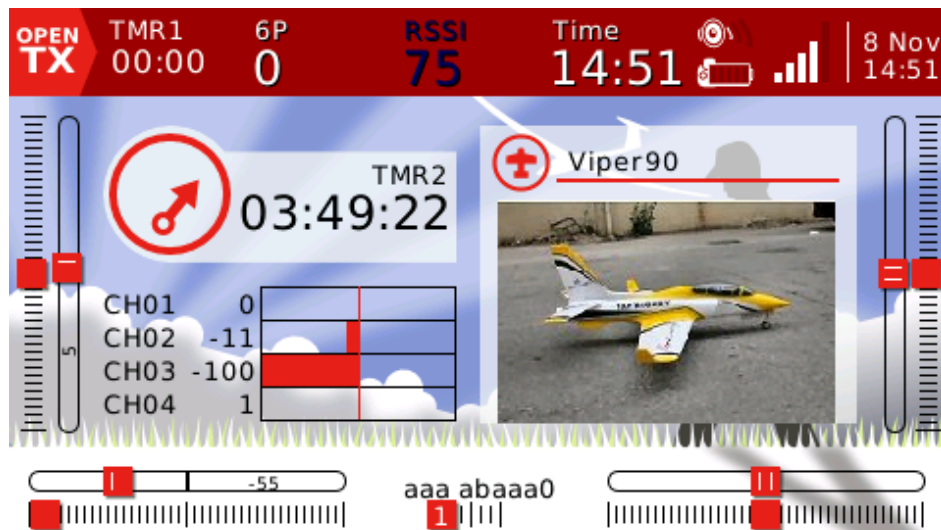 OPEN
TX
TMR1
00:00
6P
0
RSSI
75
Time
14:51
8 Nov
14:51
TMR2
03:49:22
Viper90
CH01 0
CH02 -11
CH03 -100
CH04 1
5
-55
aaa abaaa0
1